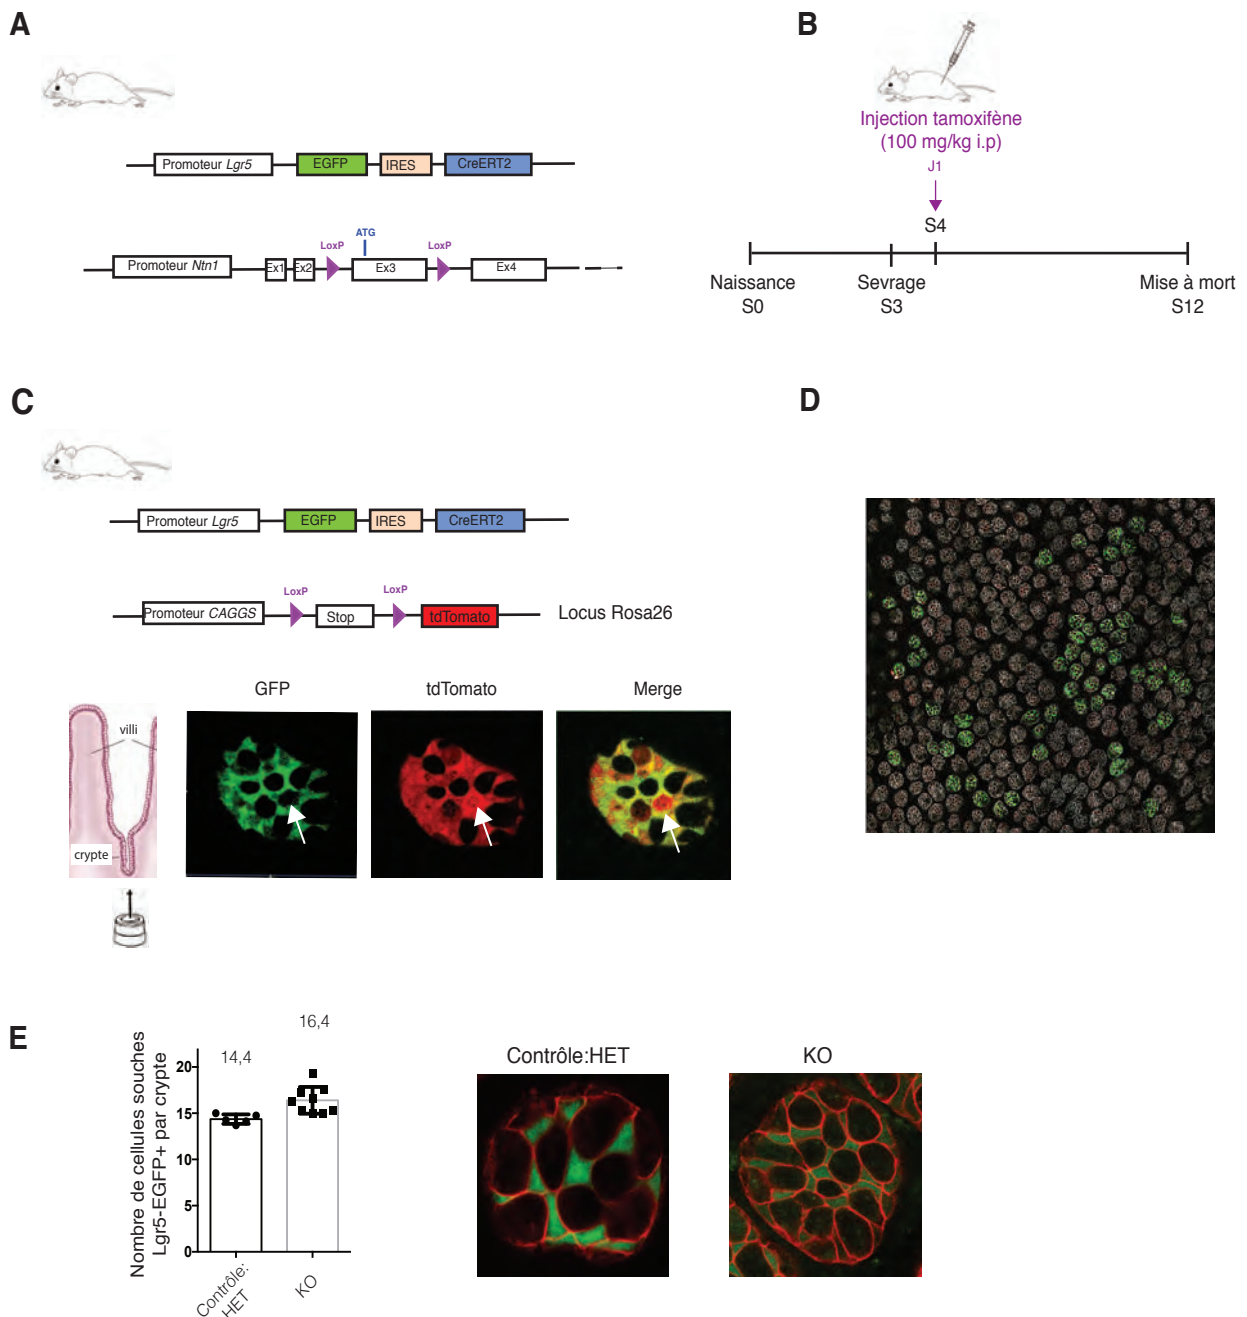 A
Promoteur Lgr5 EGFP IRES CreERT2
LoxP ATG LoxP
Promoteur Ntn1 Ex1 Ex2 Ex3 Ex4
B
Injection tamoxifène
(100 mg/kg i.p)
J1
S4
Naissance Sevrage Mise à mort
S0 S3 S12
C
Promoteur Lgr5 EGFP IRES CreERT2
LoxP LoxP
Promoteur CAGGS Stop tdTomato Locus Rosa26
GFP tdTomato Merge
villi
crypte
D
E
Nombre de cellules souches
Lgr5-EGFP+ par crypte
16,4
14,4
20
15
10
5
0
Contrôle:
HET
KO
Contrôle:HET KO